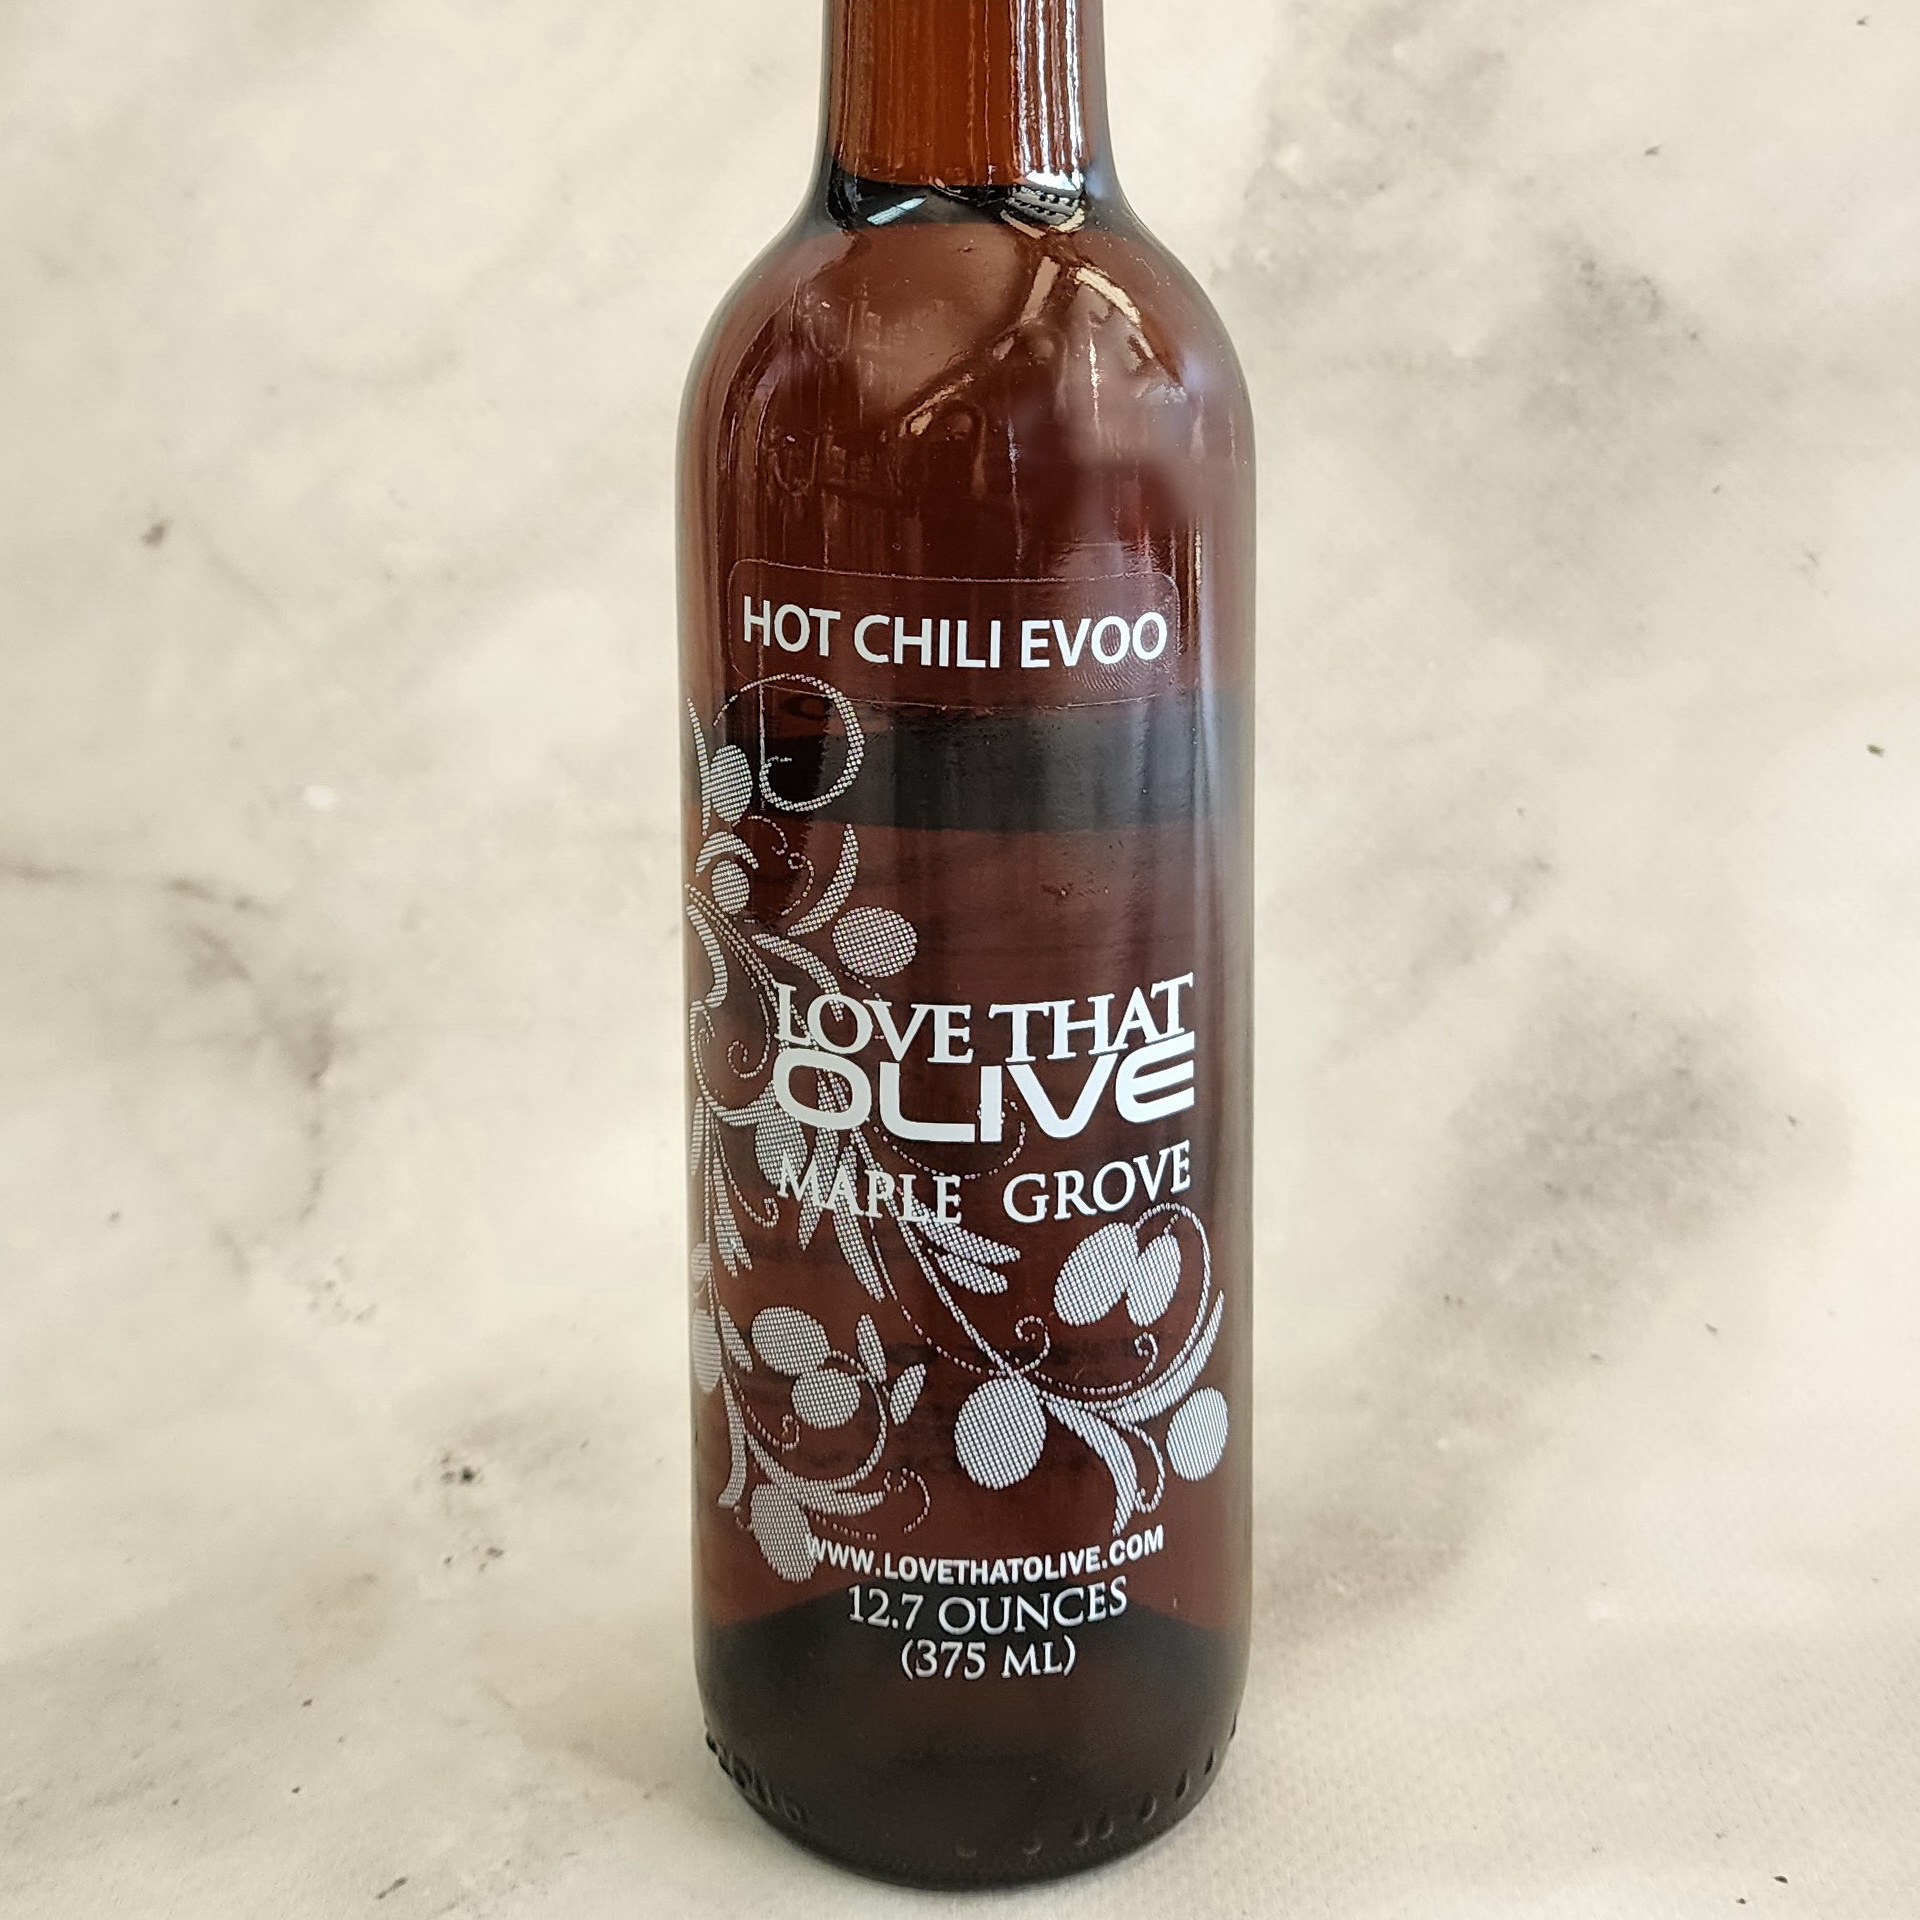 HOT CHILI EVOO
LOVE THAT
OLIVE
MAPLE GROVE
WWW.LOVETHATOLIVE.COM
12.7 OUNCES
(375 ML)